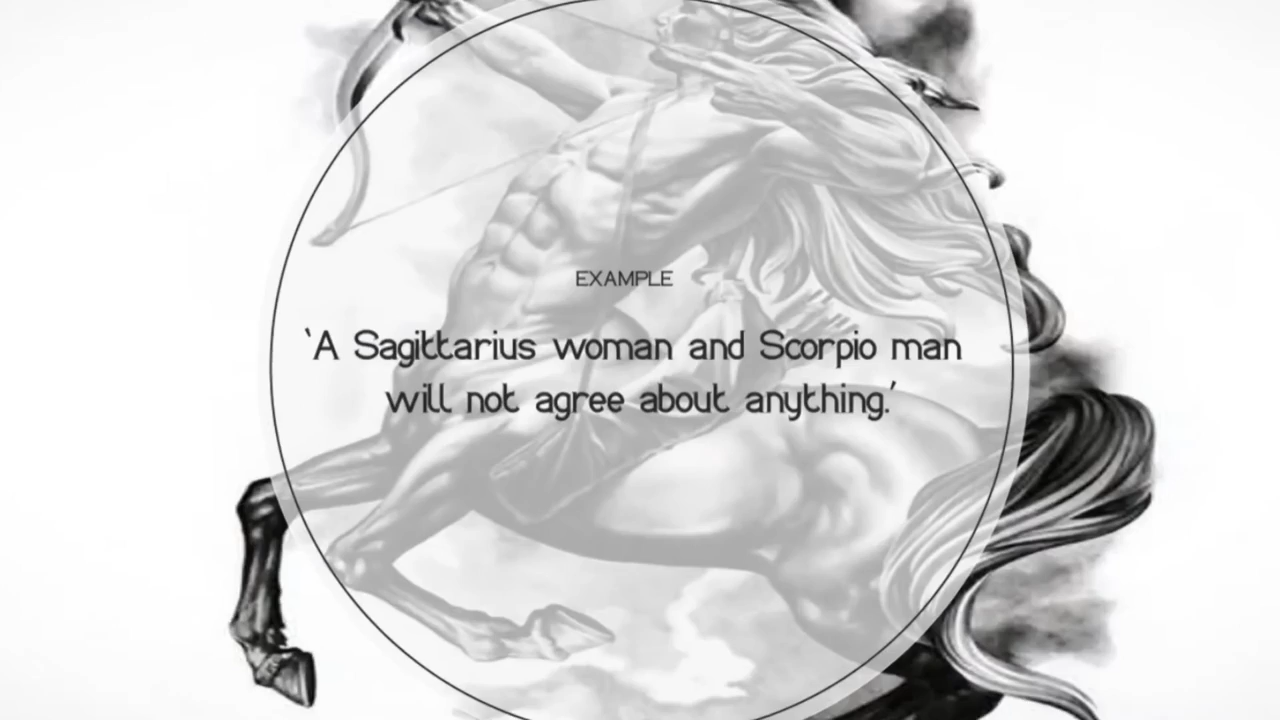 EXAMPLE
‘A Sagittarius woman and Scorpio man
will not agree about anything.’